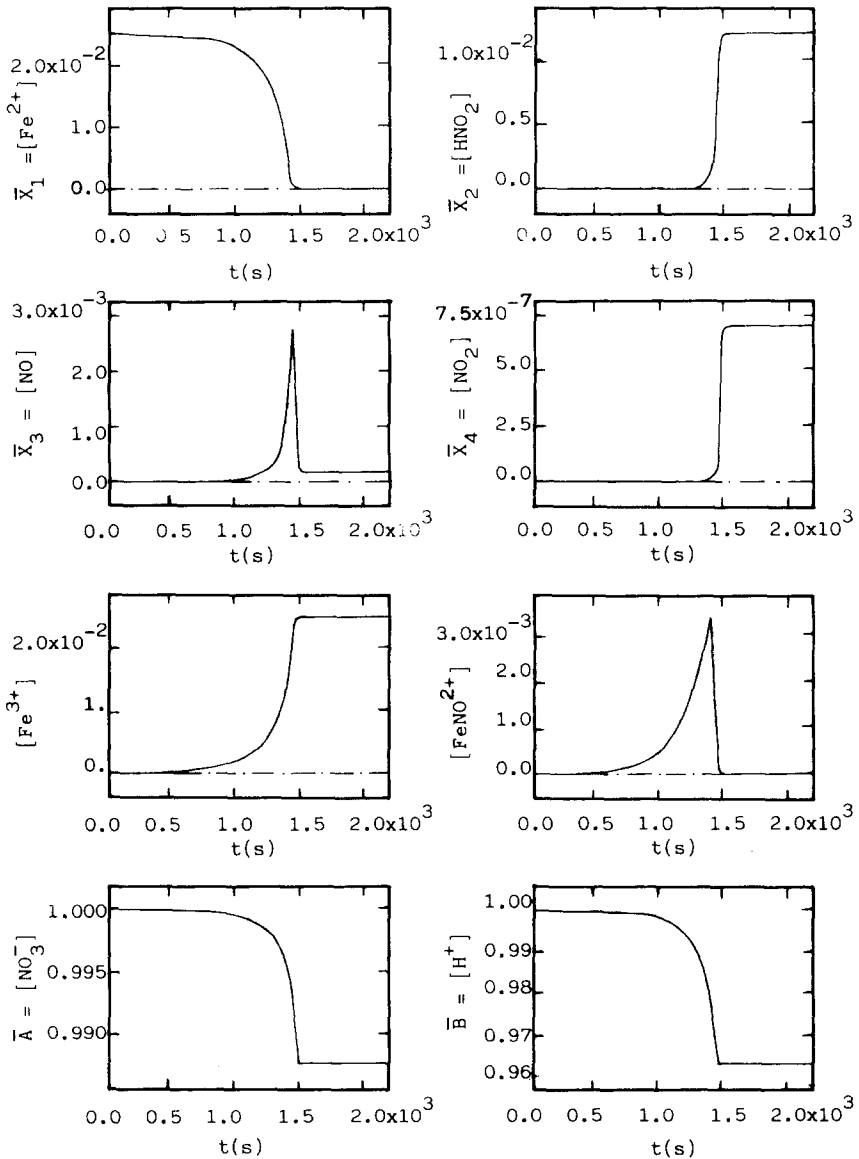 2.0x10⁻²
1.0
0.0
X̅₁ =[Fe²⁺]
0.0 0 5 1.0 1.5 2.0x10³
t(s)
1.0x10⁻²
0.5
0.0
X̅₂ =[HNO₂]
0.0 0.5 1.0 1.5 2.0x10³
t(s)
3.0x10⁻³
2.0
1.0
0.0
X̅₃ = [NO]
0.0 0.5 1.0 1.5 2.0x10³
t(s)
7.5x10⁻⁷
5.0
2.5
0.0
X̅₄ = [NO₂]
0.0 0.5 1.0 1.5 2.0x10³
t(s)
2.0x10⁻²
1.
0.
[Fe³⁺]
0.0 0.5 1.0 1.5 2.0x10³
t(s)
3.0x10⁻³
2.0
1.0
0.0
[FeNO²⁺]
0.0 0.5 1.0 1.5 2.0x10³
t(s)
1.000
0.995
0.990
A̅ = [NO₃⁻]
0.0 0.5 1.0 1.5 2.0x10³
t(s)
1.00
0.99
0.98
0.97
0.96
B̅ = [H⁺]
0.0 0.5 1.0 1.5 2.0x10³
t(s)